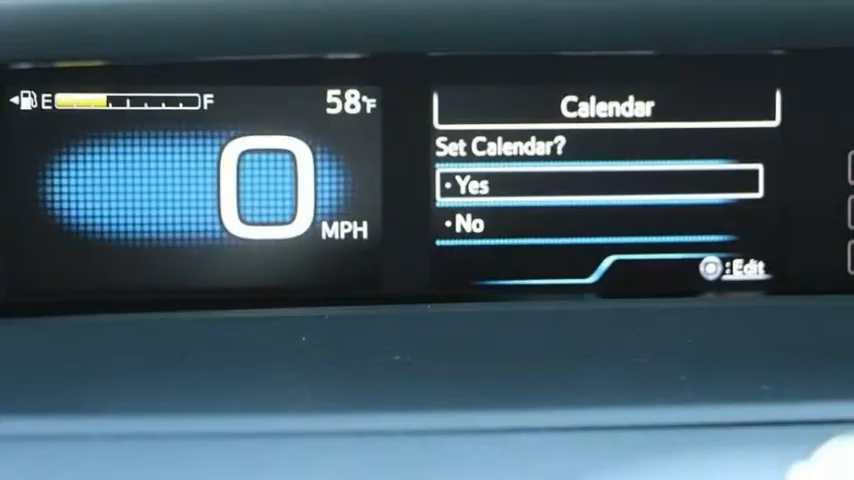 E F
58°F
0
MPH
Calendar
Set Calendar?
· Yes
· No
:Edit